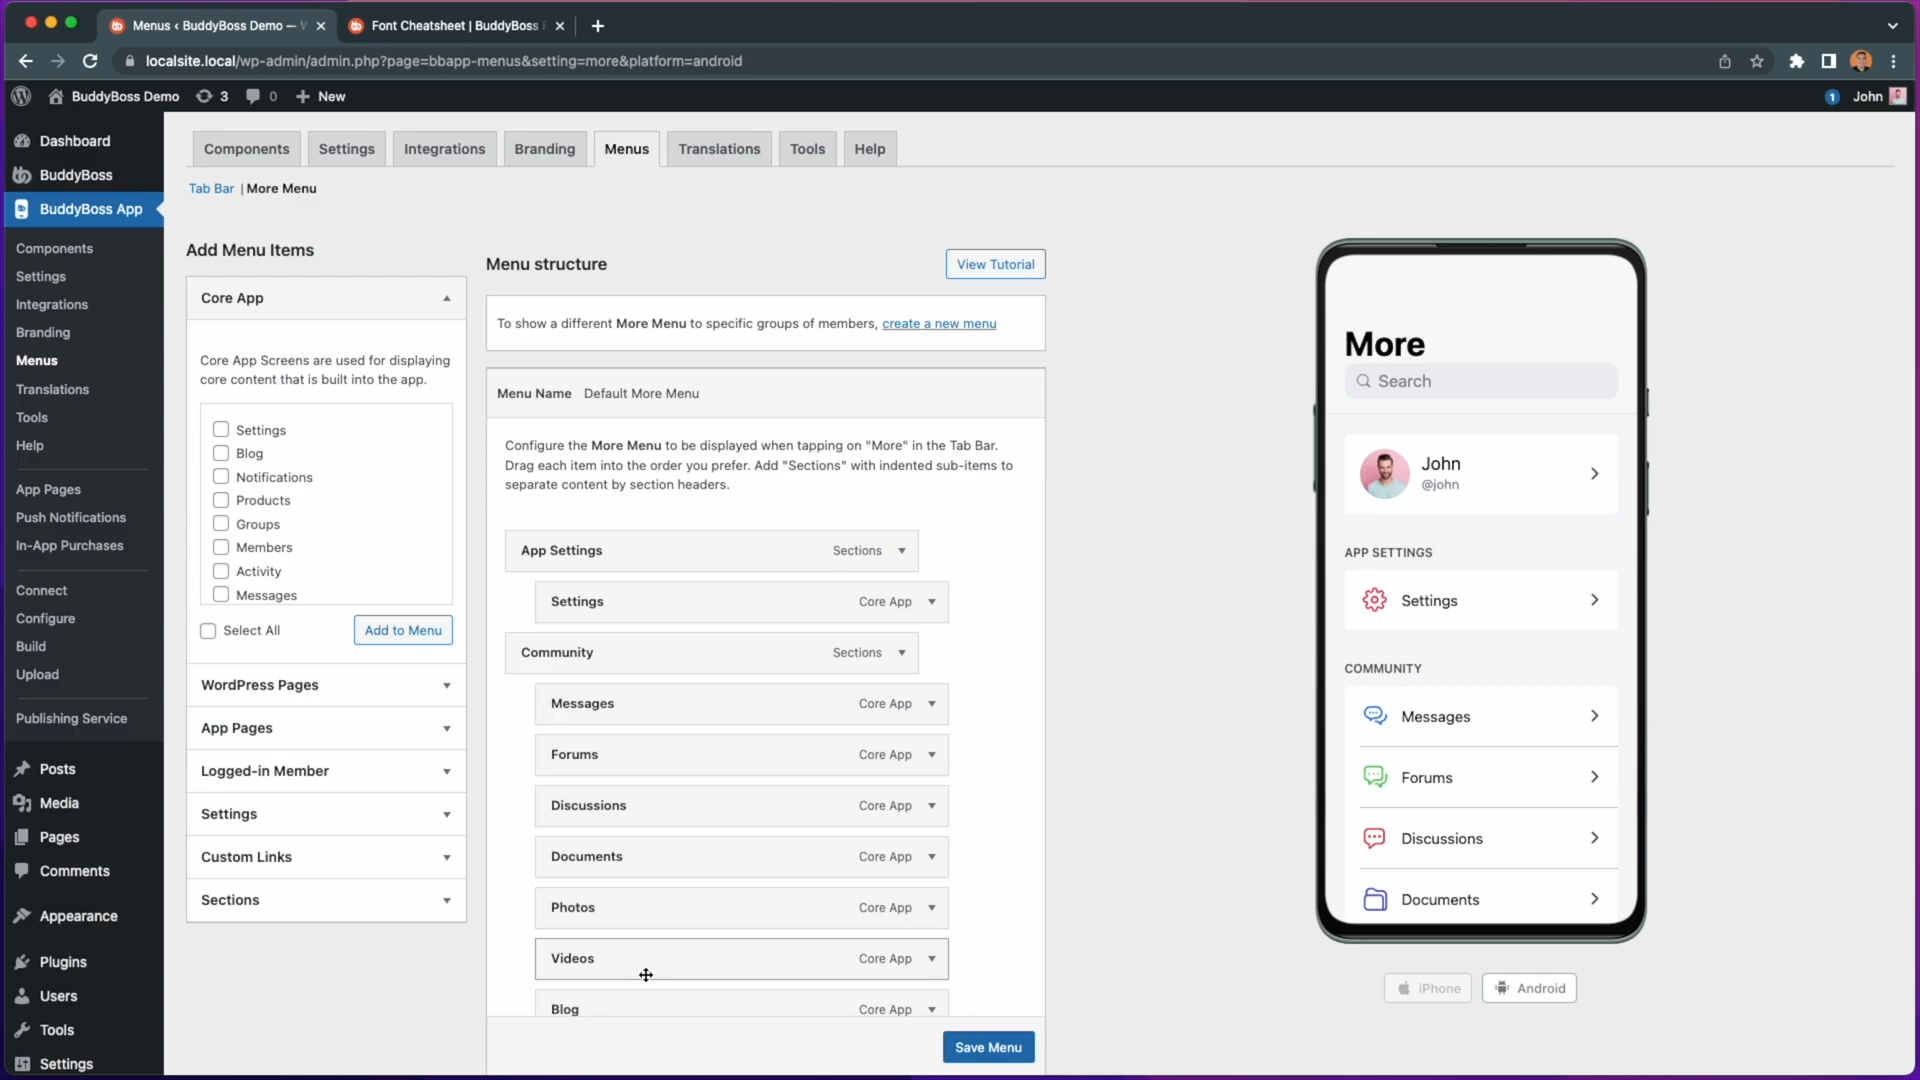 Menus ‹ BuddyBoss Demo —
Font Cheatsheet | BuddyBoss
localsite.local/wp-admin/admin.php?page=bbapp-menus&setting=more&platform=android
BuddyBoss Demo 3 0 + New
1 John
Dashboard
BuddyBoss
BuddyBoss App
Components
Settings
Integrations
Branding
Menus
Translations
Tools
Help
App Pages
Push Notifications
In-App Purchases
Connect
Configure
Build
Upload
Publishing Service
Posts
Media
Pages
Comments
Appearance
Plugins
Users
Tools
Settings
Components Settings Integrations Branding Menus Translations Tools Help
Tab Bar | More Menu
Add Menu Items
Core App
Core App Screens are used for displaying
core content that is built into the app.
Settings
Blog
Notifications
Products
Groups
Members
Activity
Messages
Select All Add to Menu
WordPress Pages
App Pages
Logged-in Member
Settings
Custom Links
Sections
Menu structure View Tutorial
To show a different More Menu to specific groups of members, create a new menu
Menu Name Default More Menu
Configure the More Menu to be displayed when tapping on "More" in the Tab Bar.
Drag each item into the order you prefer. Add "Sections" with indented sub-items to
separate content by section headers.
App Settings Sections
Settings Core App
Community Sections
Messages Core App
Forums Core App
Discussions Core App
Documents Core App
Photos Core App
Videos Core App
Blog Core App
Save Menu
More
Search
John
@john
APP SETTINGS
Settings
COMMUNITY
Messages
Forums
Discussions
Documents
iPhone Android